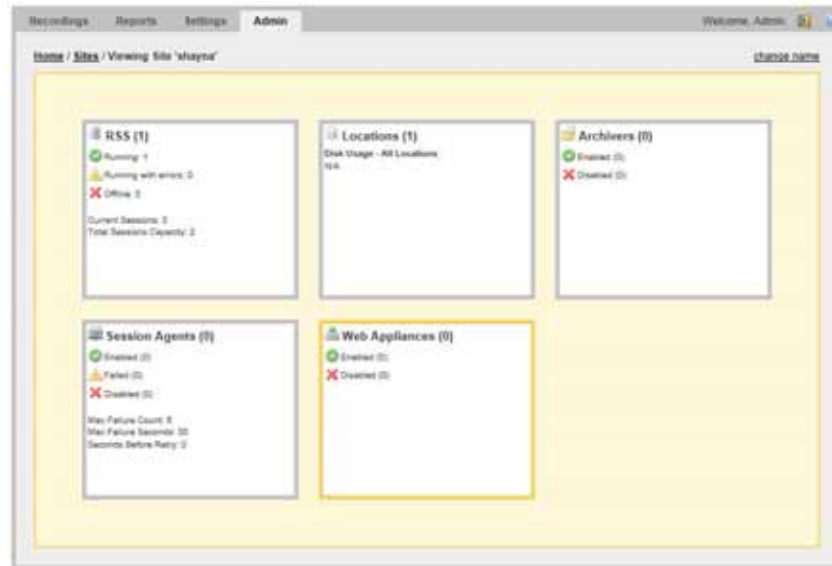 Recordings Reports Settings Admin
Welcome, Admin
Home / Sites / Viewing Site 'shayna'
change name
RSS (1)
Running: 1
Running with errors: 0
Offline: 0
Current Sessions: 0
Total Sessions Capacity: 2
Locations (1)
Disk Usage - All Locations
N/A
Archivers (0)
Enabled (0)
Disabled (0)
Session Agents (0)
Enabled (0)
Failed (0)
Disabled (0)
Max Failure Count: 5
Max Failure Seconds: 30
Seconds Before Retry: 0
Web Appliances (0)
Enabled (0)
Disabled (0)